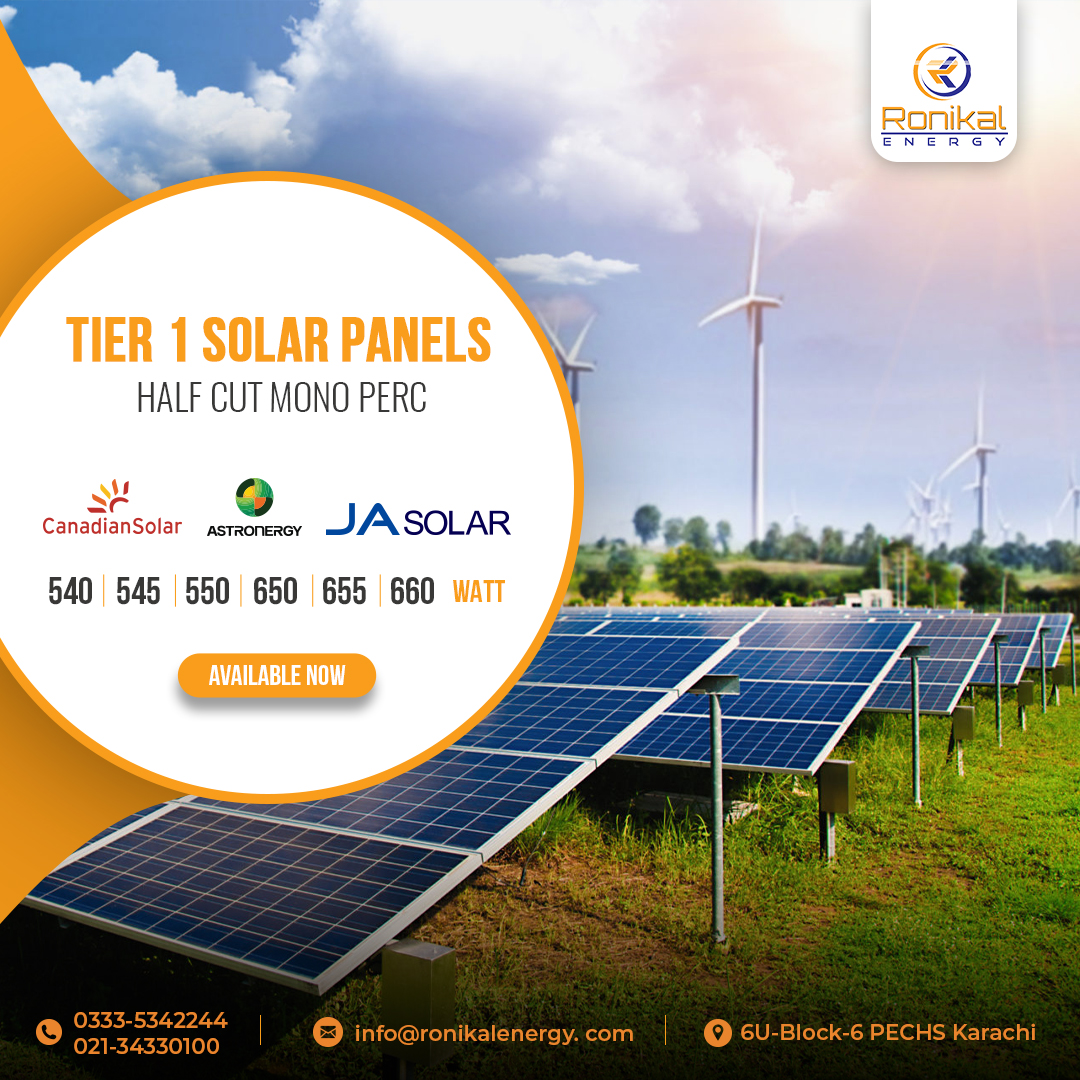 Ronikal
ENERGY
TIER 1 SOLAR PANELS
HALF CUT MONO PERC
CanadianSolar
ASTRONERGY
JA SOLAR
540 | 545 | 550 | 650 | 655 | 660 WATT
AVAILABLE NOW
0333-5342244
021-34330100
info@ronikalenergy. com
6U-Block-6 PECHS Karachi